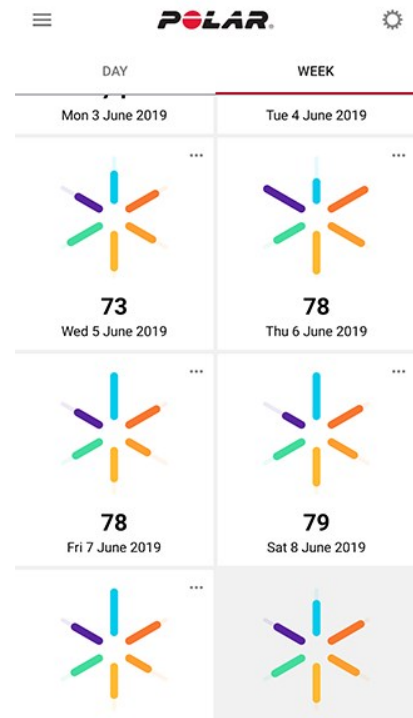 POLAR
DAY WEEK
Mon 3 June 2019 Tue 4 June 2019
73 78
Wed 5 June 2019 Thu 6 June 2019
78 79
Fri 7 June 2019 Sat 8 June 2019